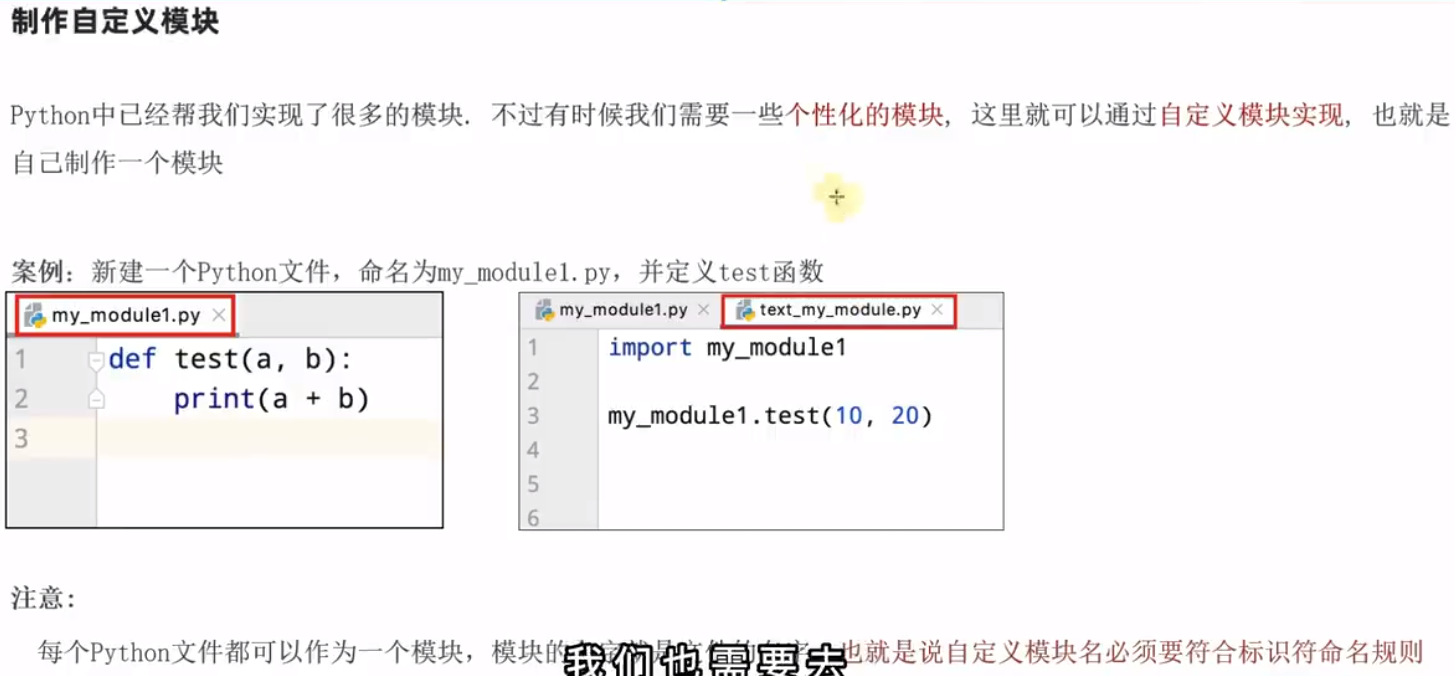 制作自定义模块
Python中已经帮我们实现了很多的模块. 不过有时候我们需要一些个性化的模块, 这里就可以通过自定义模块实现, 也就是
自己制作一个模块
案例: 新建一个Python文件, 命名为my_module1.py, 并定义test函数
my_module1.py
1 def test(a, b):
2 print(a + b)
3
my_module1.py text_my_module.py
1 import my_module1
2
3 my_module1.test(10, 20)
4
5
6
注意:
每个Python文件都可以作为一个模块, 模块的 也就是说自定义模块名必须要符合标识符命名规则
我们也需要去